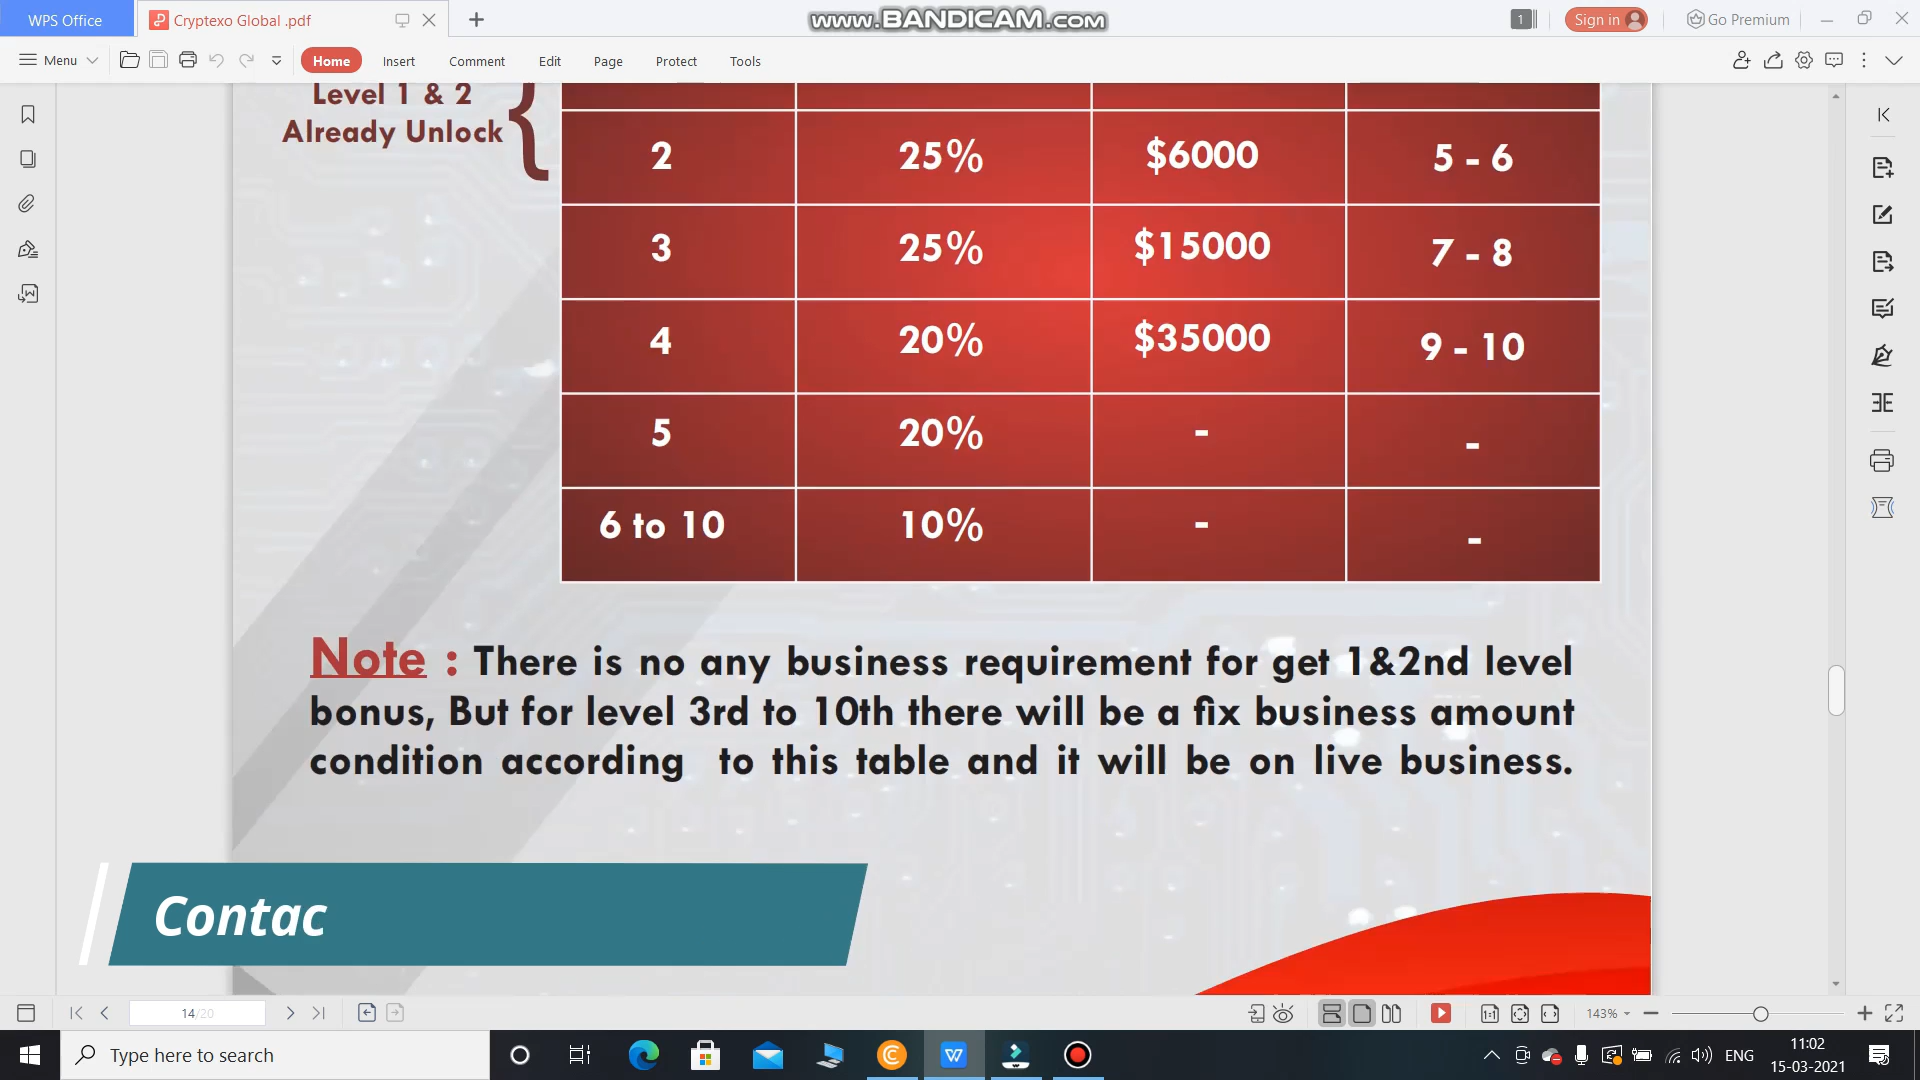 WPS Office
Cryptexo Global .pdf
www.BANDICAM.com
1
Sign in
Go Premium
Menu
Home
Insert
Comment
Edit
Page
Protect
Tools
Level 1 & 2
Already Unlock
2 25% $6000 5 - 6
3 25% $15000 7 - 8
4 20% $35000 9 - 10
5 20% - -
6 to 10 10% - -
Note : There is no any business requirement for get 1&2nd level
bonus, But for level 3rd to 10th there will be a fix business amount
condition according to this table and it will be on live business.
Contac
14/20
1:1
143%
Type here to search
ENG
11:02
15-03-2021